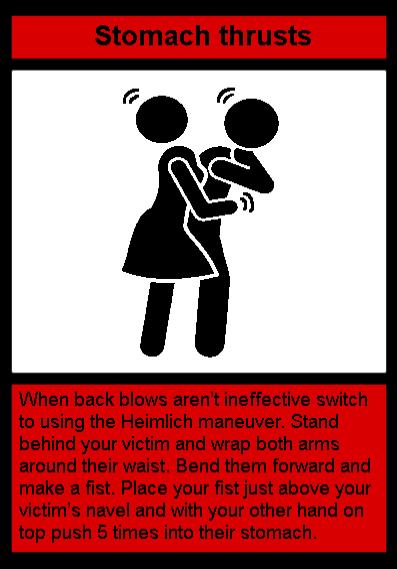 Stomach thrusts
When back blows aren't ineffective switch
to using the Heimlich maneuver. Stand
behind your victim and wrap both arms
around their waist. Bend them forward and
make a fist. Place your fist just above your
victim's navel and with your other hand on
top push 5 times into their stomach.